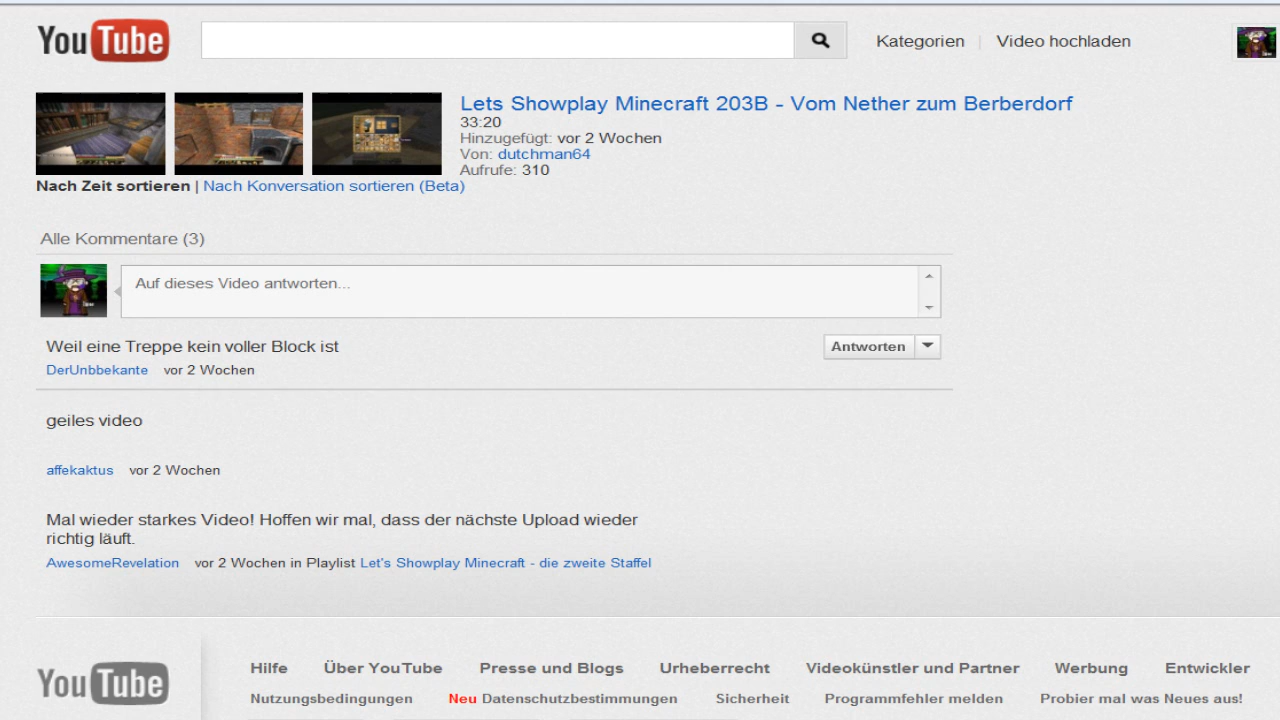 YouTube
Kategorien | Video hochladen
Lets Showplay Minecraft 203B - Vom Nether zum Berberdorf
33:20
Hinzugefügt: vor 2 Wochen
Von: dutchman64
Aufrufe: 310
Nach Zeit sortieren | Nach Konversation sortieren (Beta)
Alle Kommentare (3)
Auf dieses Video antworten...
Weil eine Treppe kein voller Block ist
Antworten
DerUnbbekante vor 2 Wochen
geiles video
affekaktus vor 2 Wochen
Mal wieder starkes Video! Hoffen wir mal, dass der nächste Upload wieder
richtig läuft.
AwesomeRevelation vor 2 Wochen in Playlist Let's Showplay Minecraft - die zweite Staffel
YouTube
Hilfe Über YouTube Presse und Blogs Urheberrecht Videokünstler und Partner Werbung Entwickler
Nutzungsbedingungen Neu Datenschutzbestimmungen Sicherheit Programmfehler melden Probier mal was Neues aus!